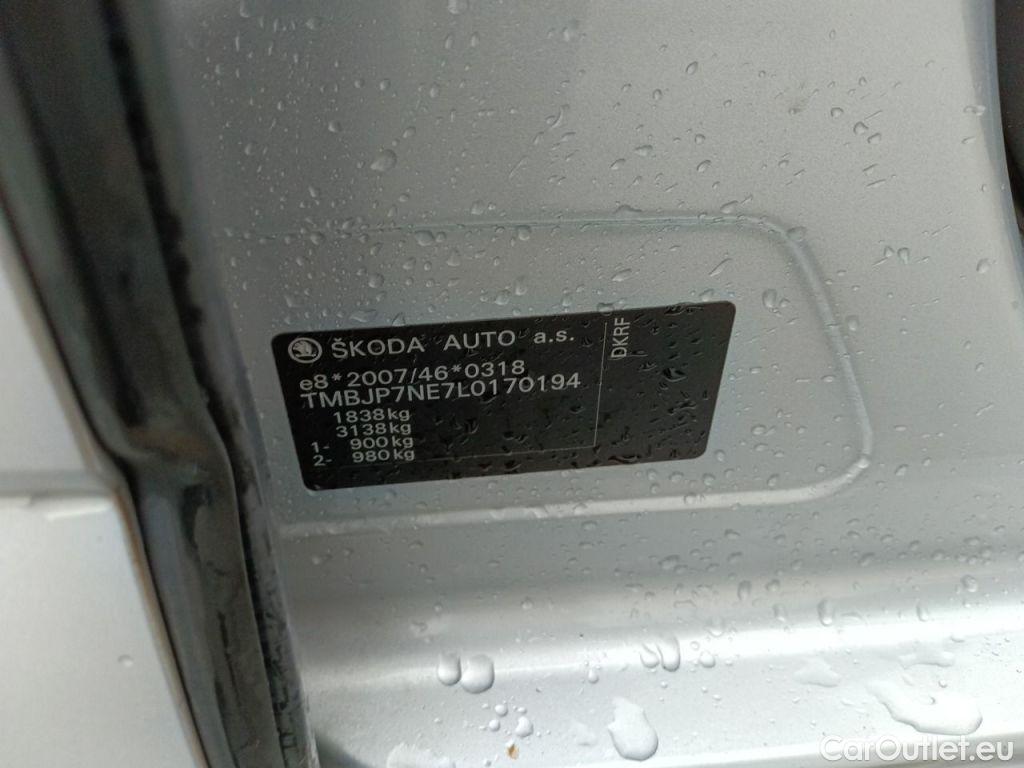 ŠKODA AUTO a.s.
e8*2007/46*0318
TMBJP7NE7L0170194
1838kg
3138kg
1- 900kg
2- 980kg
DKRF
CarOutlet.eu